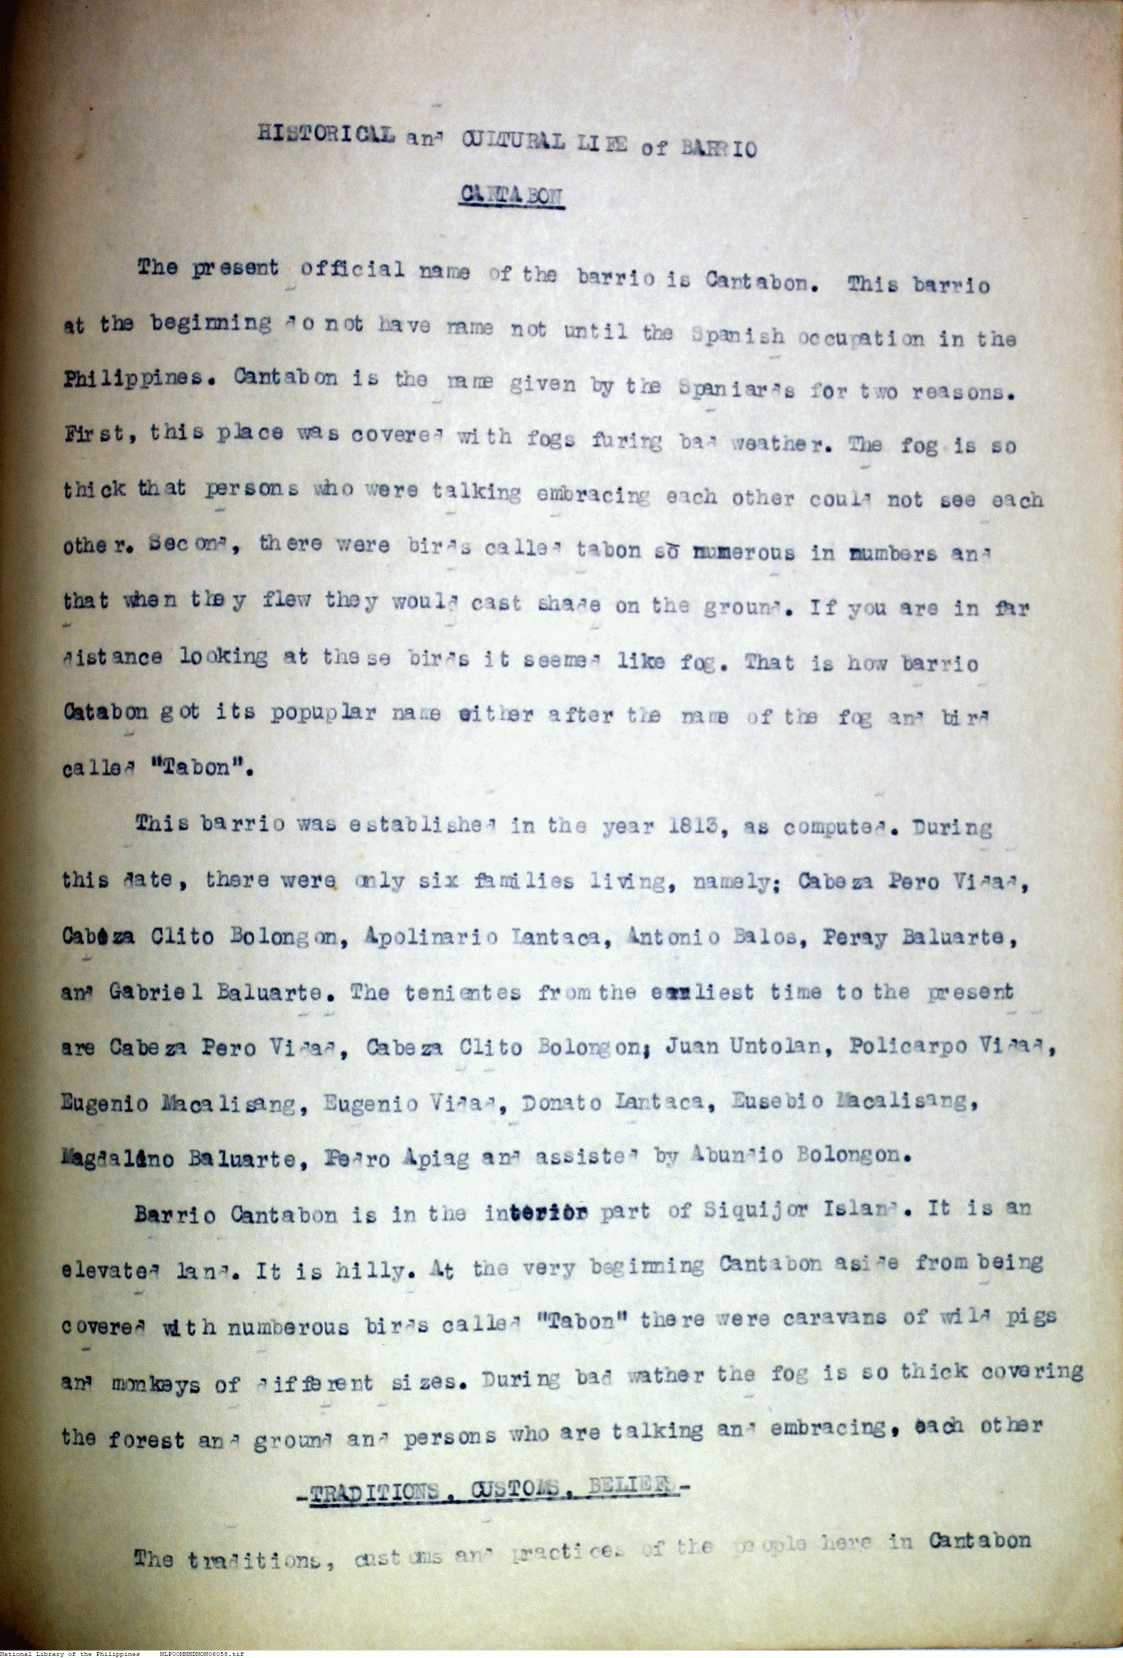 HISTORICAL and CULTURAL LIFE of BARRIO
CANTABON
The present official name of the barrio is Cantabon. This barrio
at the beginning do not have name not until the Spanish occupation in the
Philippines. Cantabon is the name given by the Spaniards for two reasons.
First, this place was covered with fogs furing bad weather. The fog is so
thick that persons who were talking embracing each other could not see each
other. Second, there were birds called tabon so numerous in numbers and
that when they flew they would cast shade on the ground. If you are in far
distance looking at these birds it seemed like fog. That is how barrio
Catabon got its popuplar name either after the name of the fog and bird
called "Tabon".
This barrio was established in the year 1813, as computed. During
this date, there were only six families living, namely; Cabeza Pero Vidad,
Cabeza Clito Bolongon, Apolinario Lantaca, Antonio Balos, Peray Baluarte,
and Gabriel Baluarte. The tenientes from the earliest time to the present
are Cabeza Pero Vidad, Cabeza Clito Bolongon; Juan Untolan, Policarpo Vidad,
Eugenio Macalisang, Eugenio Vidad, Donato Lantaca, Eusebio Macalisang,
Magdalino Baluarte, Pedro Apiag and assisted by Abundio Bolongon.
Barrio Cantabon is in the interior part of Siquijor Island. It is an
elevated land. It is hilly. At the very beginning Cantabon aside from being
covered with numberous birds called "Tabon" there were caravans of wild pigs
and monkeys of different sizes. During bad wather the fog is so thick covering
the forest and ground and persons who are talking and embracing, each other
-TRADITIONS, CUSTOMS, BELIEFS-
The traditions, customs and practices of the people here in Cantabon
National Library of the Philippines NLPOOMNMDNOM06058.tif